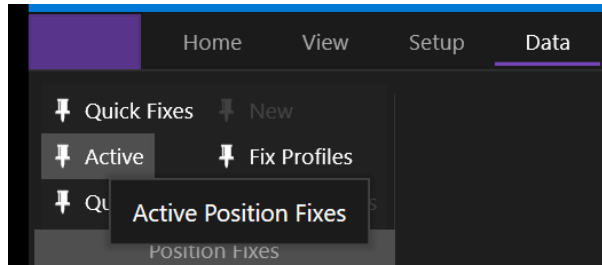 Home View Setup Data
Quick Fixes New
Active Fix Profiles
Active Position Fixes
Position Fixes